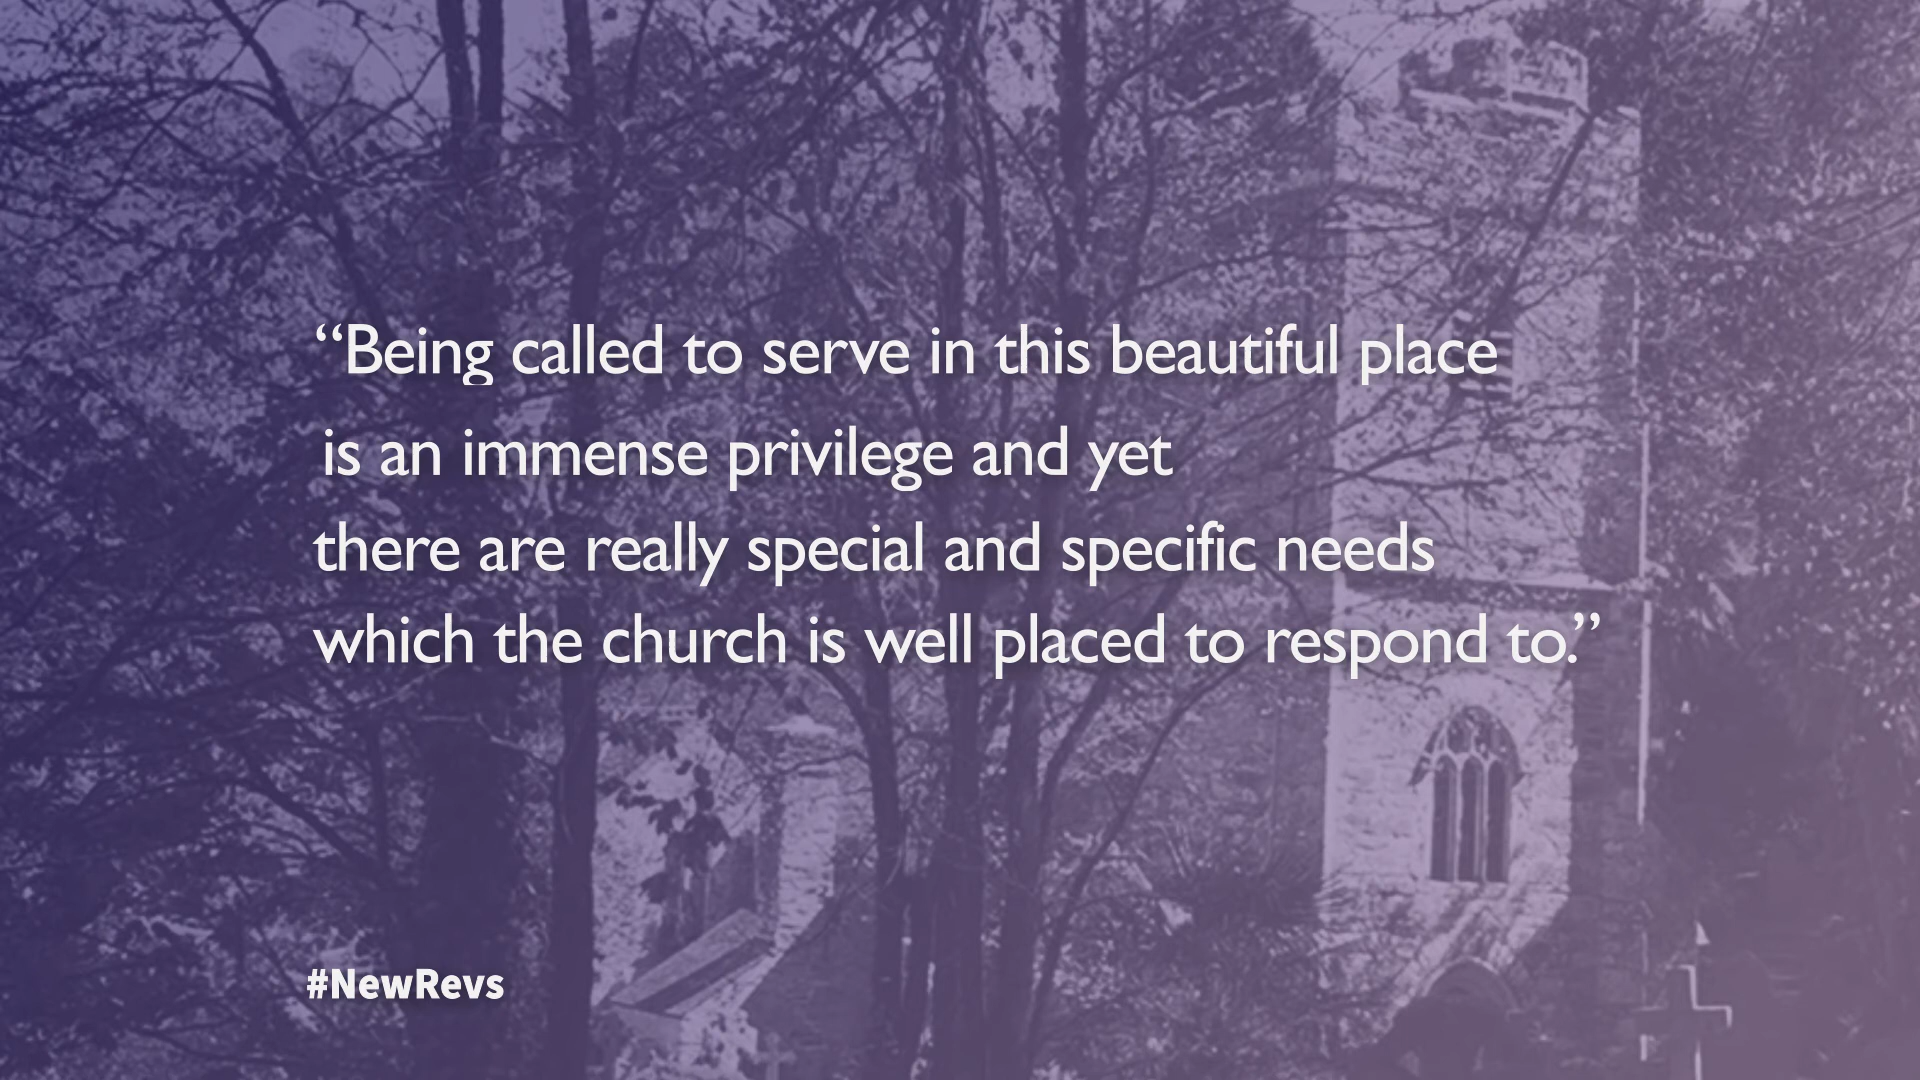 “Being called to serve in this beautiful place
is an immense privilege and yet
there are really special and specific needs
which the church is well placed to respond to.”
#NewRevs